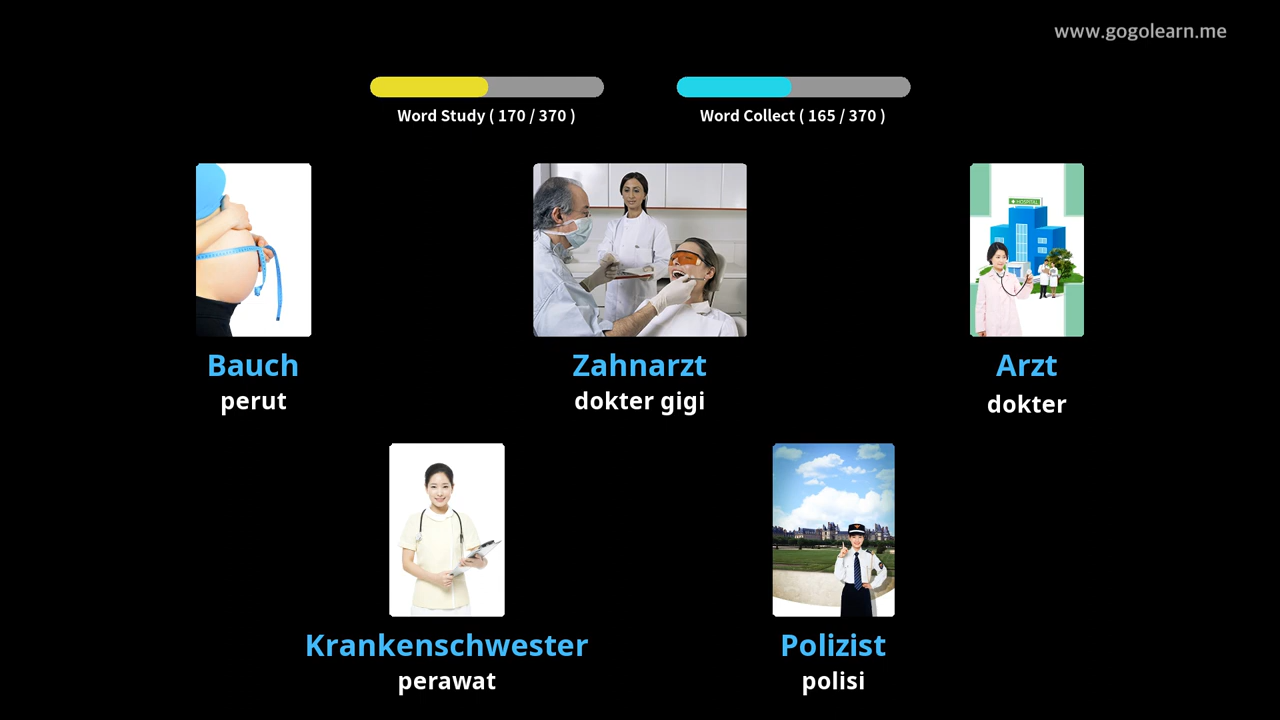 www.gogolearn.me
Word Study ( 170 / 370 )
Word Collect ( 165 / 370 )
HOSPITAL
Bauch
perut
Zahnarzt
dokter gigi
Arzt
dokter
Krankenschwester
perawat
Polizist
polisi